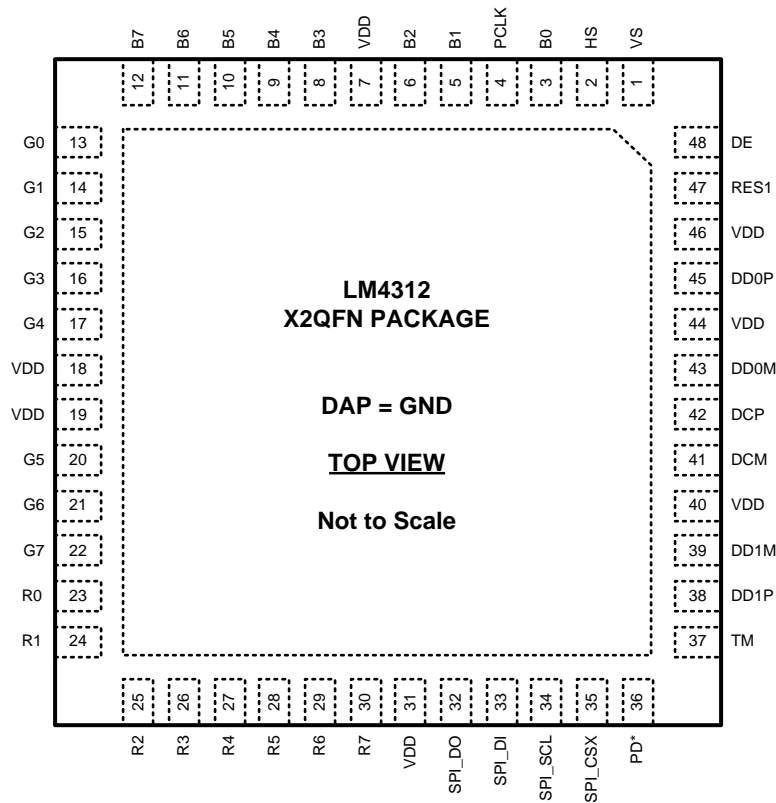 B7 B6 B5 B4 B3 VDD B2 B1 PCLK B0 HS VS
12 11 10 9 8 7 6 5 4 3 2 1
G0 13 48 DE
G1 14 47 RES1
G2 15 46 VDD
G3 16 45 DD0P
G4 17 44 VDD
VDD 18 43 DD0M
VDD 19 42 DCP
G5 20 41 DCM
G6 21 40 VDD
G7 22 39 DD1M
R0 23 38 DD1P
R1 24 37 TM
LM4312
X2QFN PACKAGE
DAP = GND
TOP VIEW
Not to Scale
25 26 27 28 29 30 31 32 33 34 35 36
R2 R3 R4 R5 R6 R7 VDD SPI_DO SPI_DI SPI_SCL SPI_CSX PD*